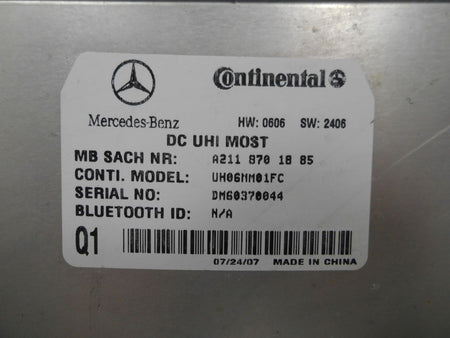 Continental
Mercedes-Benz HW: 0606 SW: 2406
DC UHI MOST
MB SACH NR: A211 870 18 85
CONTI. MODEL: UH06MM01FC
SERIAL NO: DM60370044
BLUETOOTH ID: N/A
Q1
07/24/07 MADE IN CHINA